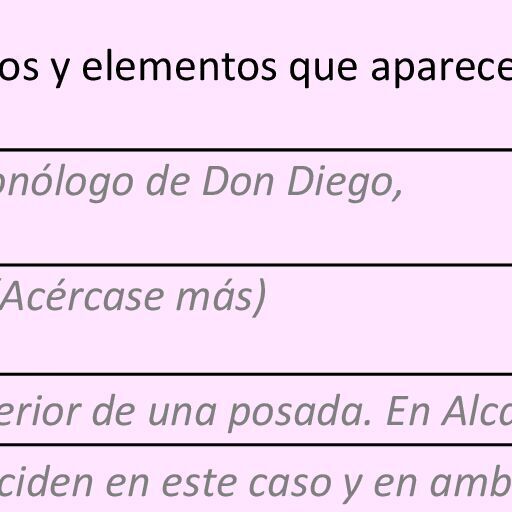 os y elementos que aparece
onólogo de Don Diego,
(Acércase más)
erior de una posada. En Alca
ciden en este caso y en amb